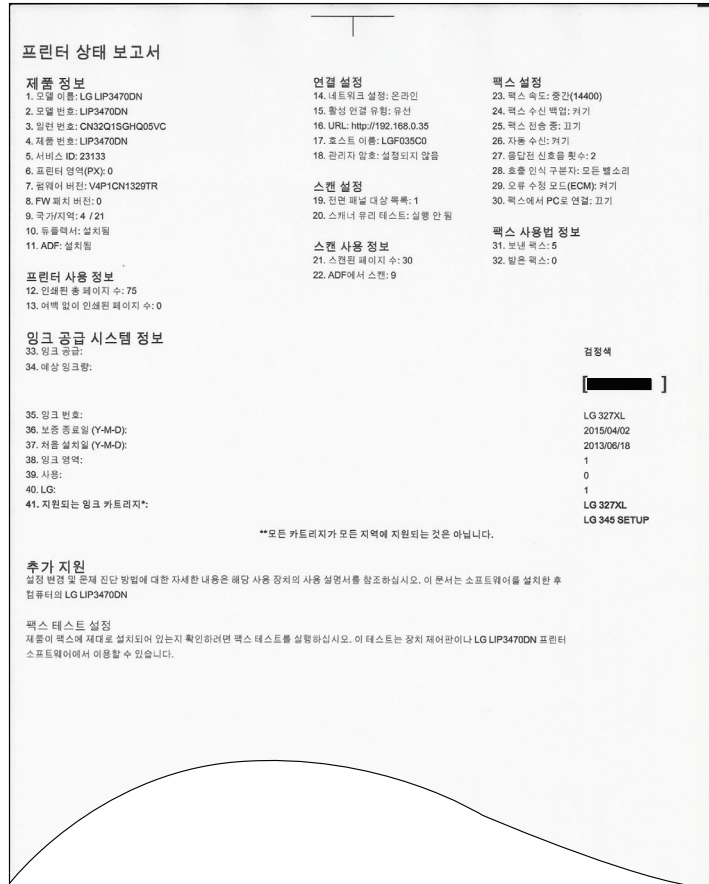 프린터 상태 보고서
제품 정보
1. 모델 이름: LG LIP3470DN
2. 모델 번호: LIP3470DN
3. 일련 번호: CN32Q1SGHQ05VC
4. 제품 번호: LIP3470DN
5. 서비스 ID: 23133
6. 프린터 영역(PX): 0
7. 펌웨어 버전: V4P1CN1329TR
8. FW 패치 버전: 0
9. 국가/지역: 4 / 21
10. 듀플렉서: 설치됨
11. ADF: 설치됨
프린터 사용 정보
12. 인쇄된 총 페이지 수: 75
13. 여백 없이 인쇄된 페이지 수: 0
연결 설정
14. 네트워크 설정: 온라인
15. 활성 연결 유형: 유선
16. URL: http://192.168.0.35
17. 호스트 이름: LGF035C0
18. 관리자 암호: 설정되지 않음
스캔 설정
19. 전면 패널 대상 목록: 1
20. 스캐너 유리 테스트: 실행 안 됨
스캔 사용 정보
21. 스캔된 페이지 수: 30
22. ADF에서 스캔: 9
팩스 설정
23. 팩스 속도: 중간(14400)
24. 팩스 수신 백업: 켜기
25. 팩스 전송 중: 끄기
26. 자동 수신: 켜기
27. 응답전 신호음 횟수: 2
28. 호출 인식 구분자: 모든 벨소리
29. 오류 수정 모드(ECM): 켜기
30. 팩스에서 PC로 연결: 끄기
팩스 사용법 정보
31. 보낸 팩스: 5
32. 받은 팩스: 0
잉크 공급 시스템 정보
33. 잉크 공급: 검정색
34. 예상 잉크량:
35. 잉크 번호: LG 327XL
36. 보증 종료일 (Y-M-D): 2015/04/02
37. 처음 설치일 (Y-M-D): 2013/06/18
38. 잉크 영역: 1
39. 사용: 0
40. LG: 1
41. 지원되는 잉크 카트리지*: LG 327XL
LG 345 SETUP
**모든 카트리지가 모든 지역에 지원되는 것은 아닙니다.
추가 지원
설정 변경 및 문제 진단 방법에 대한 자세한 내용은 해당 사용 장치의 사용 설명서를 참조하십시오. 이 문서는 소프트웨어를 설치한 후
컴퓨터의 LG LIP3470DN
팩스 테스트 설정
제품이 팩스에 제대로 설치되어 있는지 확인하려면 팩스 테스트를 실행하십시오. 이 테스트는 장치 제어판이나 LG LIP3470DN 프린터
소프트웨어에서 이용할 수 있습니다.